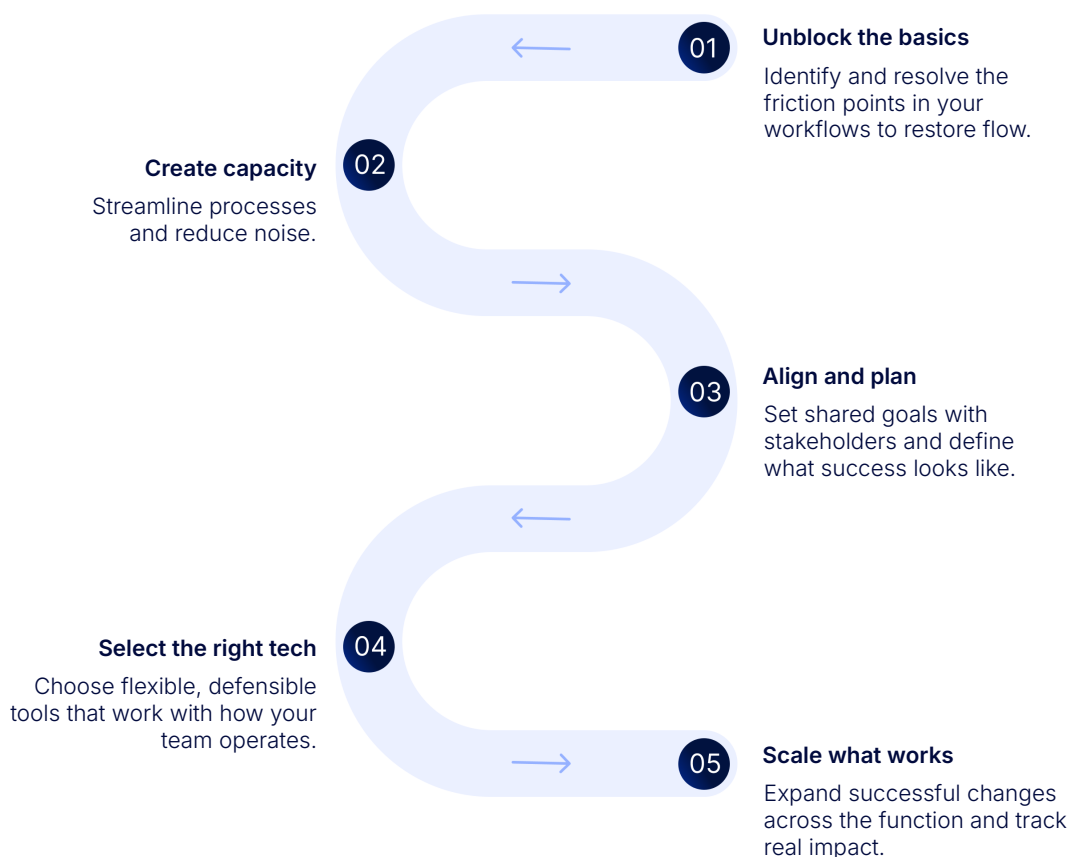 01
Unblock the basics
Identify and resolve the
friction points in your
workflows to restore flow.
02
Create capacity
Streamline processes
and reduce noise.
03
Align and plan
Set shared goals with
stakeholders and define
what success looks like.
04
Select the right tech
Choose flexible, defensible
tools that work with how your
team operates.
05
Scale what works
Expand successful changes
across the function and track
real impact.